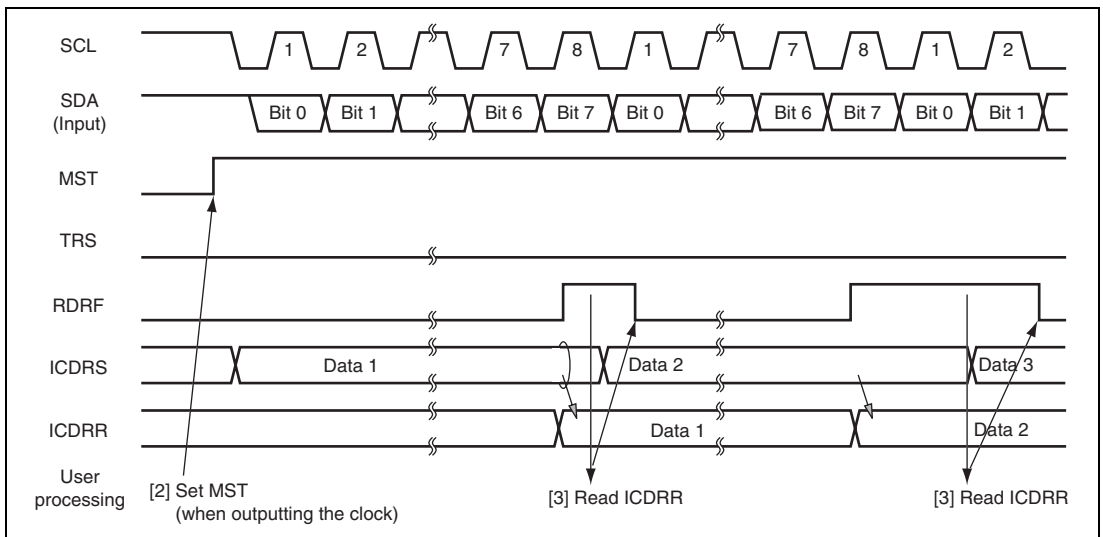 SCL 1 2 7 8 1 7 8 1 2
SDA
(Input)
Bit 0 Bit 1 Bit 6 Bit 7 Bit 0 Bit 6 Bit 7 Bit 0 Bit 1
MST
TRS
RDRF
ICDRS Data 1 Data 2 Data 3
ICDRR Data 1 Data 2
User
processing
[2] Set MST
(when outputting the clock)
[3] Read ICDRR
[3] Read ICDRR